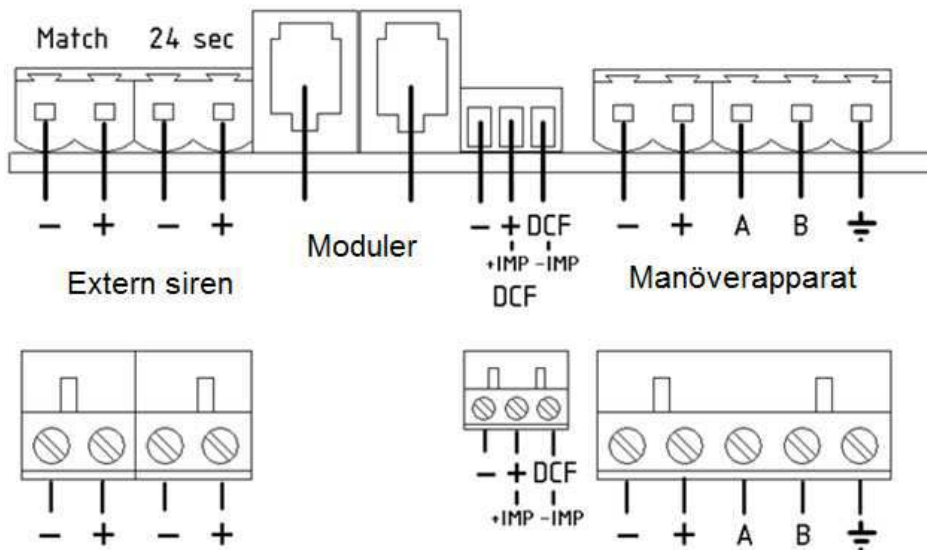 Match 24 sec
− + − + − + DCF − + A B
+IMP −IMP
Extern siren Moduler DCF Manöverapparat
− + DCF
+IMP −IMP
− + − + − + A B